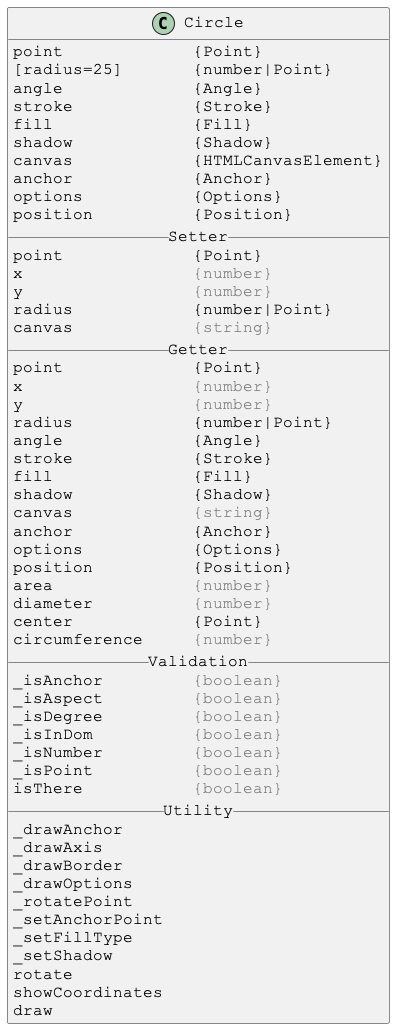 C Circle
point {Point}
[radius=25] {number|Point}
angle {Angle}
stroke {Stroke}
fill {Fill}
shadow {Shadow}
canvas {HTMLCanvasElement}
anchor {Anchor}
options {Options}
position {Position}
Setter
point {Point}
x {number}
y {number}
radius {number|Point}
canvas {string}
Getter
point {Point}
x {number}
y {number}
radius {number|Point}
angle {Angle}
stroke {Stroke}
fill {Fill}
shadow {Shadow}
canvas {string}
anchor {Anchor}
options {Options}
position {Position}
area {number}
diameter {number}
center {Point}
circumference {number}
Validation
_isAnchor {boolean}
_isAspect {boolean}
_isDegree {boolean}
_isInDom {boolean}
_isNumber {boolean}
_isPoint {boolean}
isThere {boolean}
Utility
_drawAnchor
_drawAxis
_drawBorder
_drawOptions
_rotatePoint
_setAnchorPoint
_setFillType
_setShadow
rotate
showCoordinates
draw